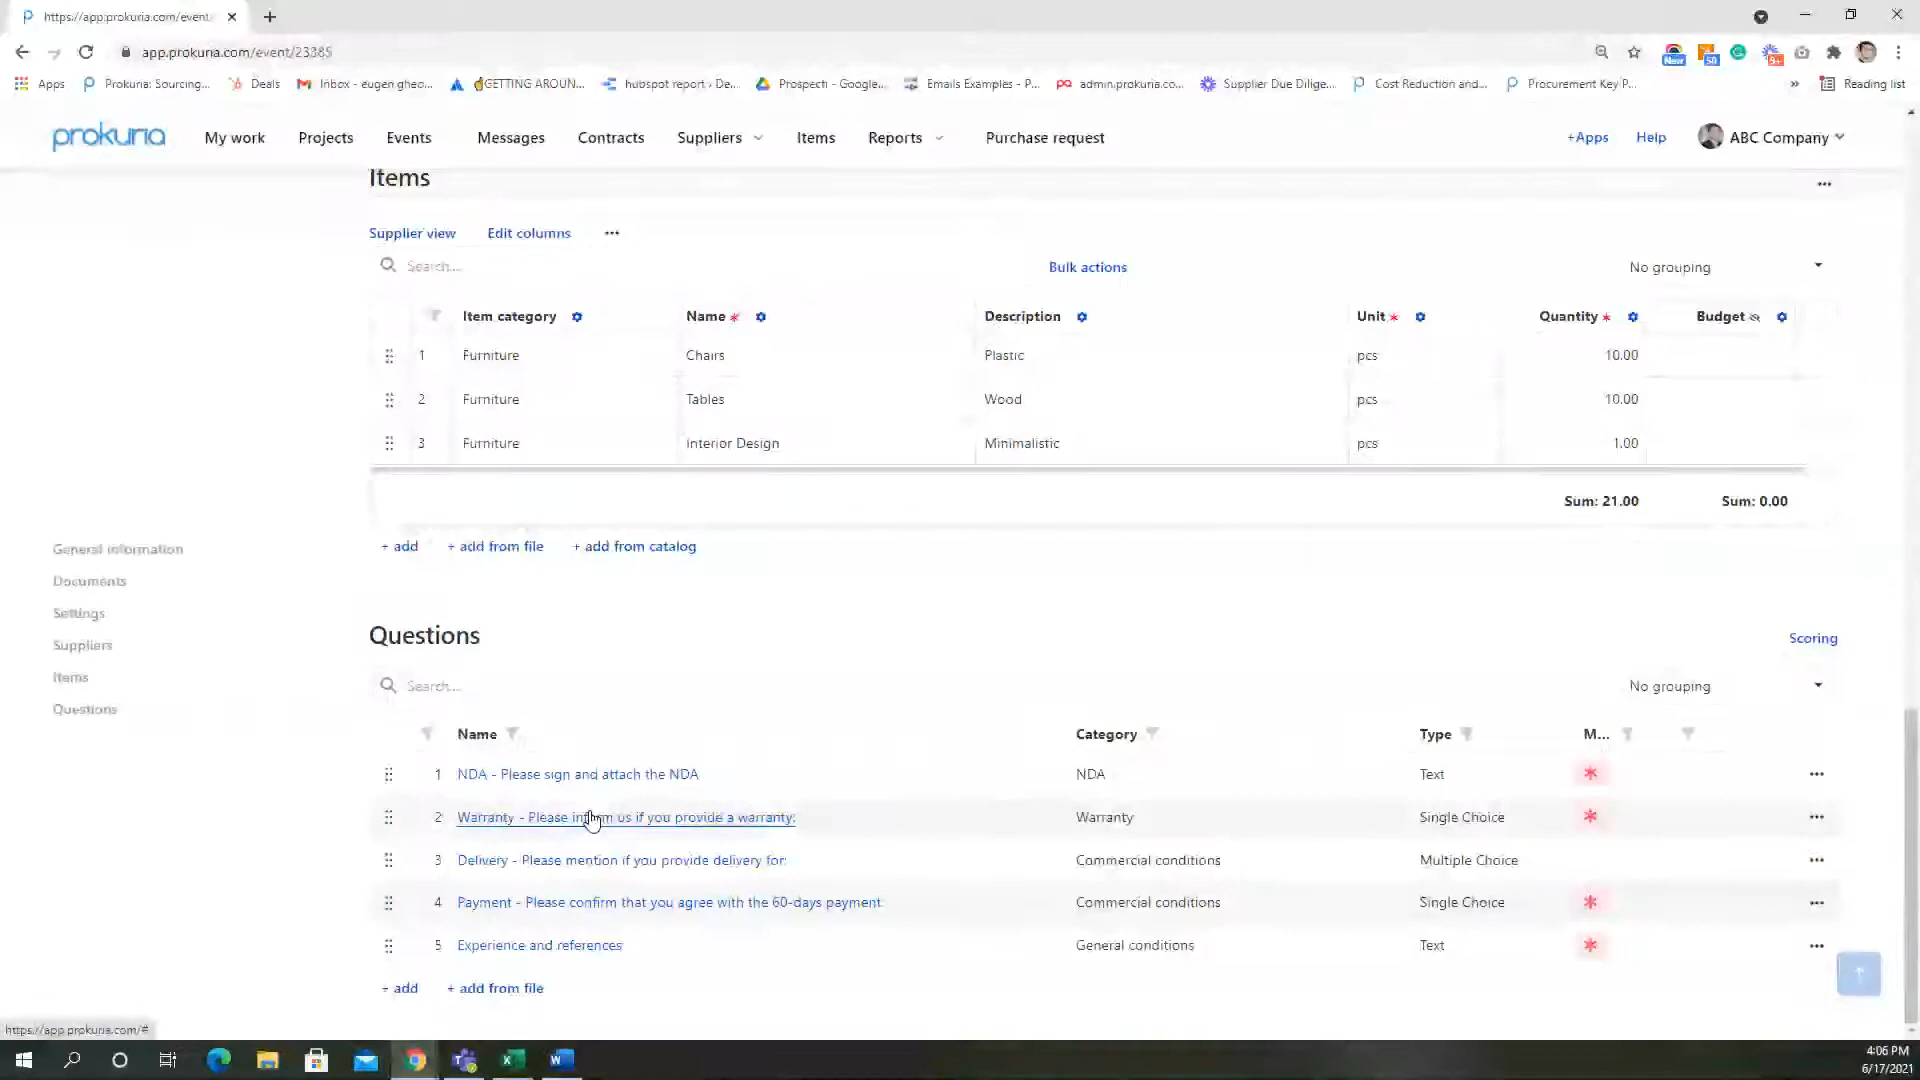 https://app.prokuria.com/event/
app.prokuria.com/event/23385
New
50
9+
Apps
Prokuria: Sourcing...
Deals
Inbox - eugen gheo...
GETTING AROUN...
hubspot report › De...
Prospecti - Google...
Emails Examples - P...
admin.prokuria.co...
Supplier Due Dilige...
Cost Reduction and...
Procurement Key P...
»
Reading list
prokuria
My work
Projects
Events
Messages
Contracts
Suppliers
Items
Reports
Purchase request
+Apps
Help
ABC Company
Items
Supplier view
Edit columns
Search...
Bulk actions
No grouping
Item category Name * Description Unit * Quantity * Budget
1 Furniture Chairs Plastic pcs 10.00
2 Furniture Tables Wood pcs 10.00
3 Furniture Interior Design Minimalistic pcs 1.00
Sum: 21.00 Sum: 0.00
+ add + add from file + add from catalog
General information
Documents
Settings
Suppliers
Items
Questions
Questions
Scoring
Search...
No grouping
Name Category Type M...
1 NDA - Please sign and attach the NDA NDA Text *
2 Warranty - Please inform us if you provide a warranty: Warranty Single Choice *
3 Delivery - Please mention if you provide delivery for: Commercial conditions Multiple Choice
4 Payment - Please confirm that you agree with the 60-days payment Commercial conditions Single Choice *
5 Experience and references General conditions Text *
+ add + add from file
https://app.prokuria.com/#
4:06 PM
6/17/2021